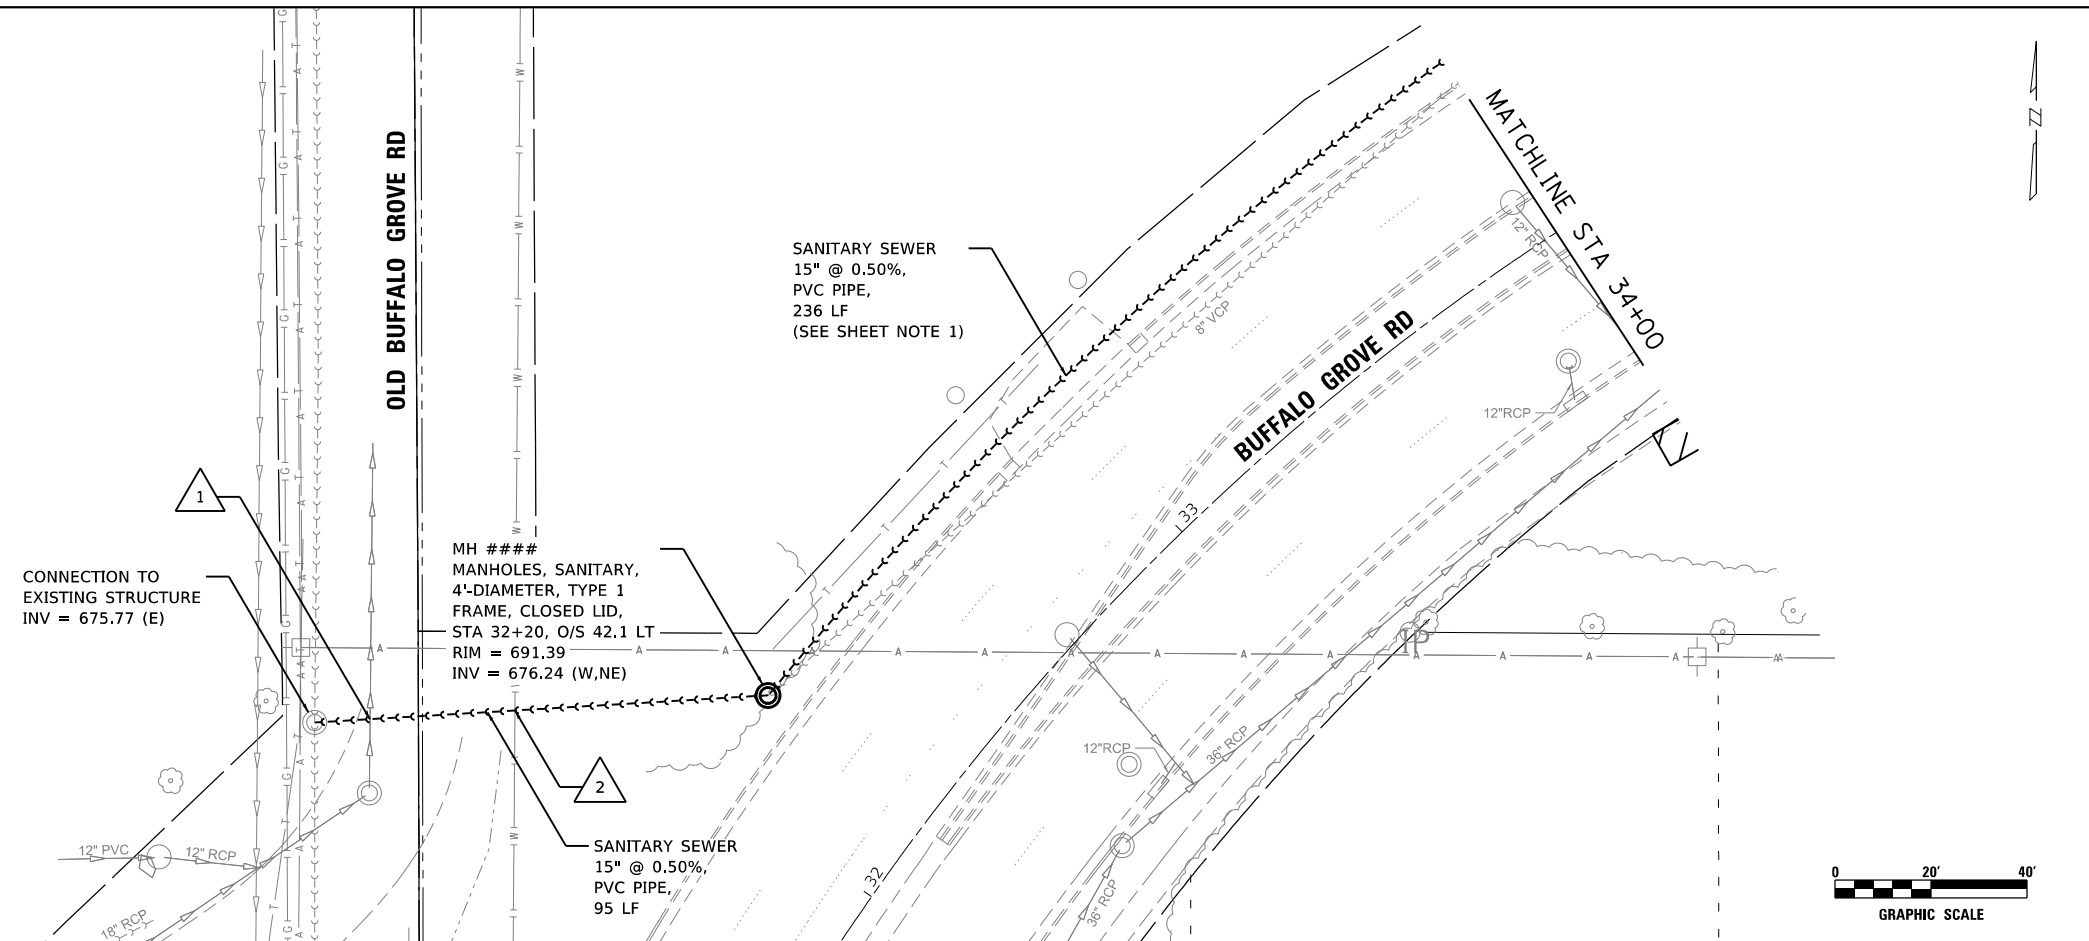 OLD BUFFALO GROVE RD
MATCHLINE STA 34+00
N
SANITARY SEWER
15" @ 0.50%,
PVC PIPE,
236 LF
(SEE SHEET NOTE 1)
8" VCP
12" RCP
BUFFALO GROVE RD
12"RCP
33
1
MH ####
MANHOLES, SANITARY,
4'-DIAMETER, TYPE 1
FRAME, CLOSED LID,
STA 32+20, O/S 42.1 LT
RIM = 691.39
INV = 676.24 (W,NE)
CONNECTION TO
EXISTING STRUCTURE
INV = 675.77 (E)
IP
12"RCP
36" RCP
2
SANITARY SEWER
15" @ 0.50%,
PVC PIPE,
95 LF
12" PVC
12" RCP
18" RCP
32
36" RCP
0 20' 40'
GRAPHIC SCALE